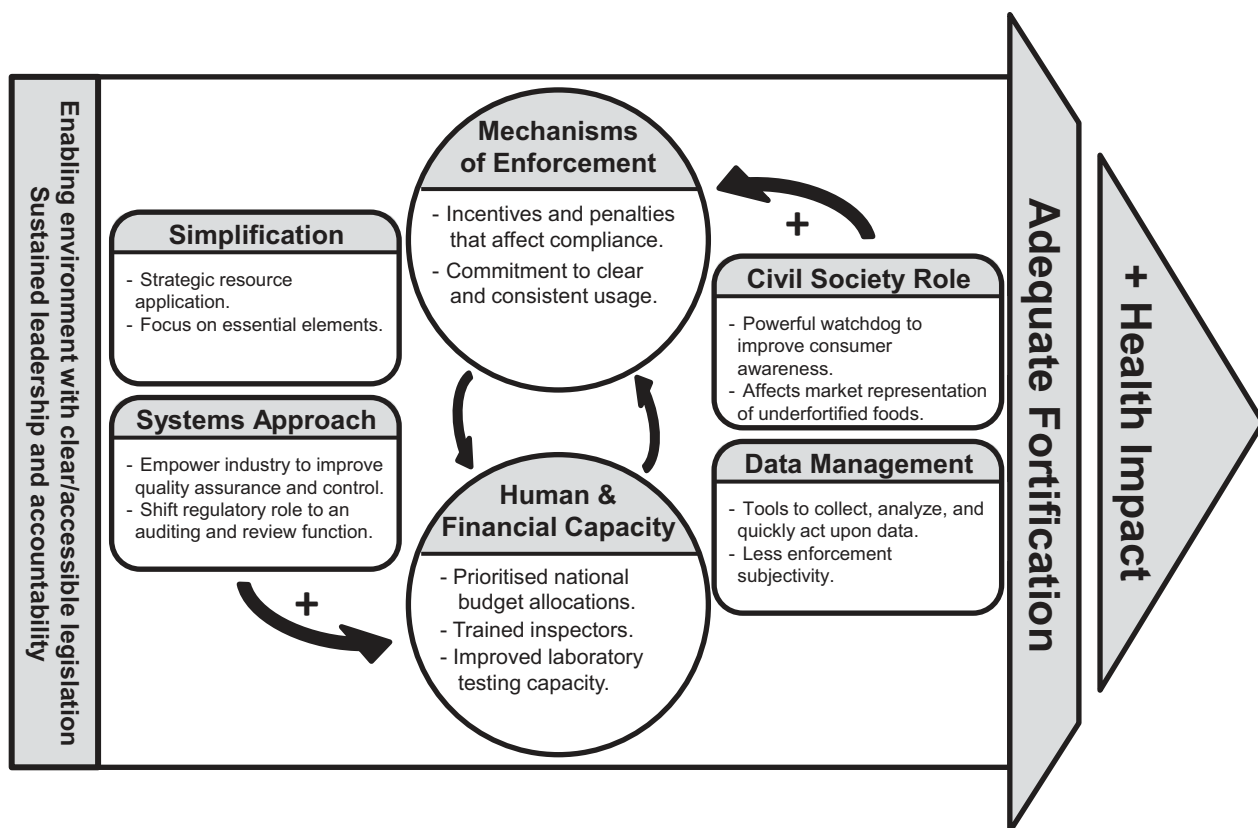 Enabling environment with clear/accessible legislation
Sustained leadership and accountability
Simplification
- Strategic resource
application.
- Focus on essential elements.
Systems Approach
- Empower industry to improve
quality assurance and control.
- Shift regulatory role to an
auditing and review function.
+
Mechanisms
of Enforcement
- Incentives and penalties
that affect compliance.
- Commitment to clear
and consistent usage.
Human &
Financial Capacity
- Prioritised national
budget allocations.
- Trained inspectors.
- Improved laboratory
testing capacity.
+
Civil Society Role
- Powerful watchdog to
improve consumer
awareness.
- Affects market representation
of underfortified foods.
Data Management
- Tools to collect, analyze, and
quickly act upon data.
- Less enforcement
subjectivity.
Adequate Fortification
+ Health Impact